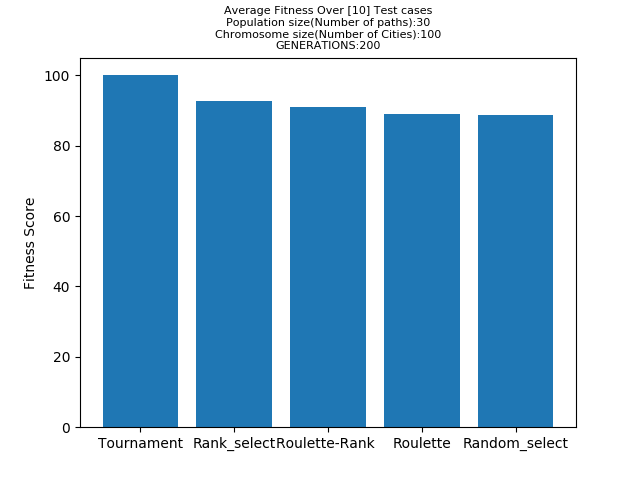 Average Fitness Over [10] Test cases
Population size(Number of paths):30
Chromosome size(Number of Cities):100
GENERATIONS:200
Fitness Score
100
80
60
40
20
0
Tournament Rank_select Roulette-Rank Roulette Random_select